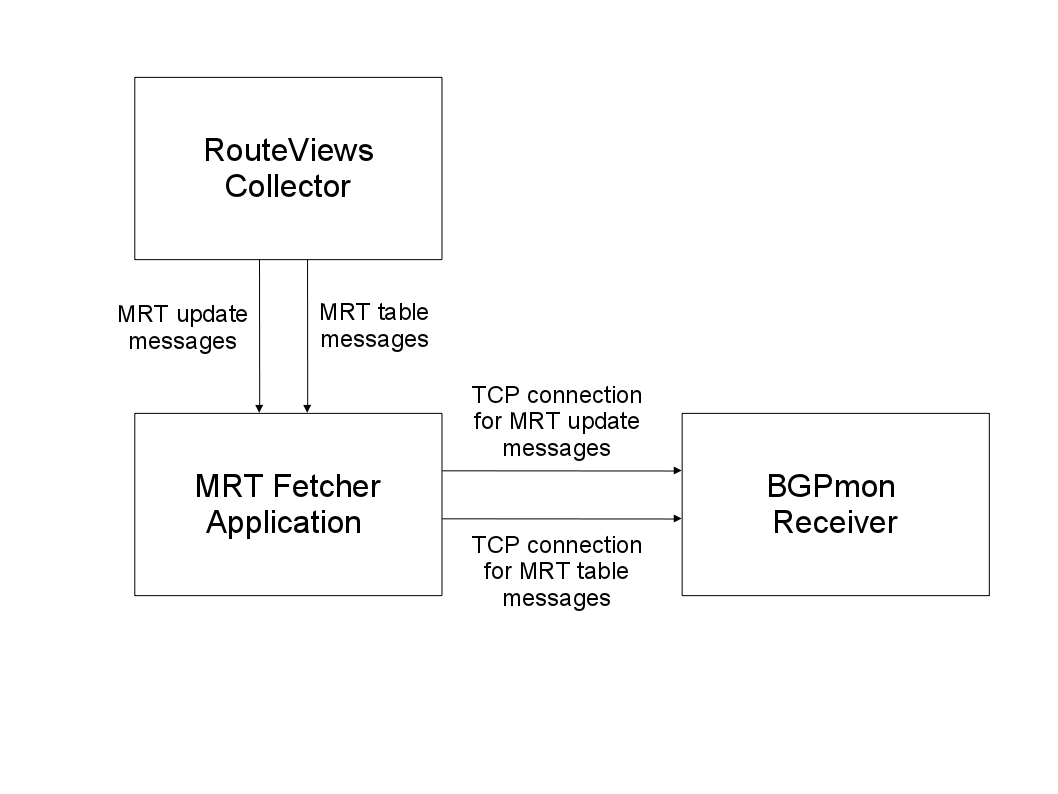 RouteViews
Collector
MRT update
messages
MRT table
messages
TCP connection
for MRT update
messages
MRT Fetcher
Application
BGPmon
Receiver
TCP connection
for MRT table
messages